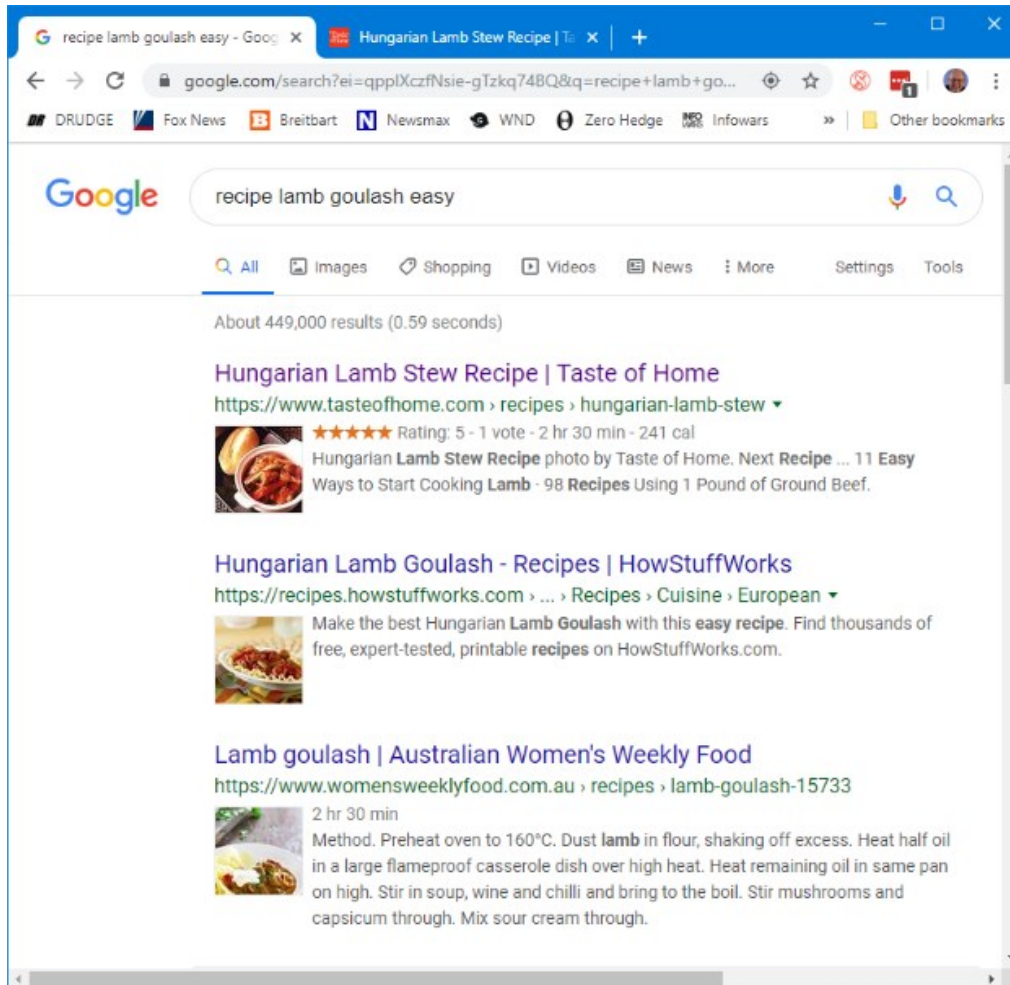 recipe lamb goulash easy - Goog
Hungarian Lamb Stew Recipe | Ta
google.com/search?ei=qpplXczfNsie-gTzkq748Q&q=recipe+lamb+go...
1
DRUDGE Fox News Breitbart Newsmax WND Zero Hedge Infowars » Other bookmarks
Google recipe lamb goulash easy
All Images Shopping Videos News More Settings Tools
About 449,000 results (0.59 seconds)
Hungarian Lamb Stew Recipe | Taste of Home
https://www.tasteofhome.com › recipes › hungarian-lamb-stew
Rating: 5 - 1 vote - 2 hr 30 min - 241 cal
Hungarian Lamb Stew Recipe photo by Taste of Home. Next Recipe ... 11 Easy
Ways to Start Cooking Lamb · 98 Recipes Using 1 Pound of Ground Beef.
Hungarian Lamb Goulash - Recipes | HowStuffWorks
https://recipes.howstuffworks.com › ... › Recipes › Cuisine › European
Make the best Hungarian Lamb Goulash with this easy recipe. Find thousands of
free, expert-tested, printable recipes on HowStuffWorks.com.
Lamb goulash | Australian Women's Weekly Food
https://www.womensweeklyfood.com.au › recipes › lamb-goulash-15733
2 hr 30 min
Method. Preheat oven to 160°C. Dust lamb in flour, shaking off excess. Heat half oil
in a large flameproof casserole dish over high heat. Heat remaining oil in same pan
on high. Stir in soup, wine and chilli and bring to the boil. Stir mushrooms and
capsicum through. Mix sour cream through.